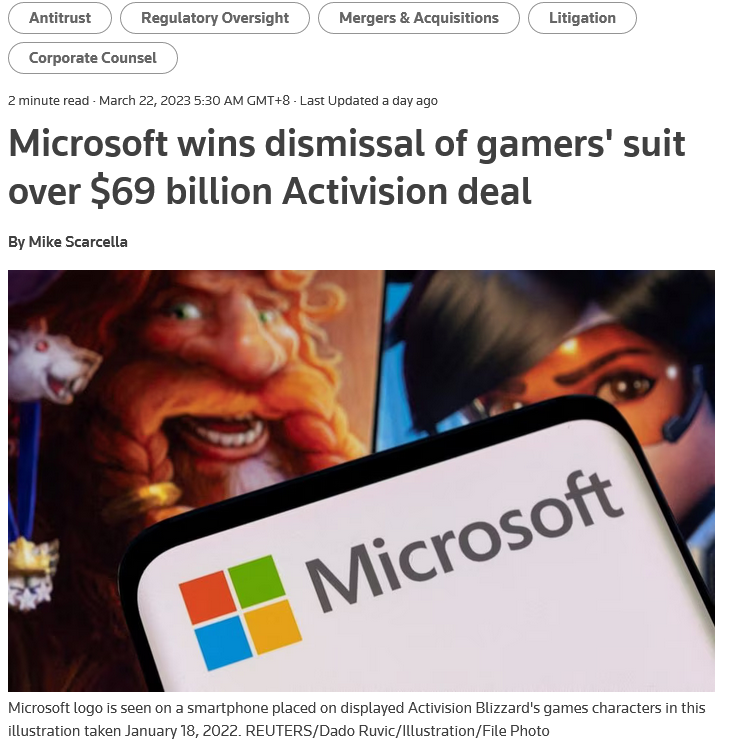 Antitrust
Regulatory Oversight
Mergers & Acquisitions
Litigation
Corporate Counsel
2 minute read · March 22, 2023 5:30 AM GMT+8 · Last Updated a day ago
Microsoft wins dismissal of gamers' suit
over $69 billion Activision deal
By Mike Scarcella
Microsoft
Microsoft logo is seen on a smartphone placed on displayed Activision Blizzard's games characters in this
illustration taken January 18, 2022. REUTERS/Dado Ruvic/Illustration/File Photo